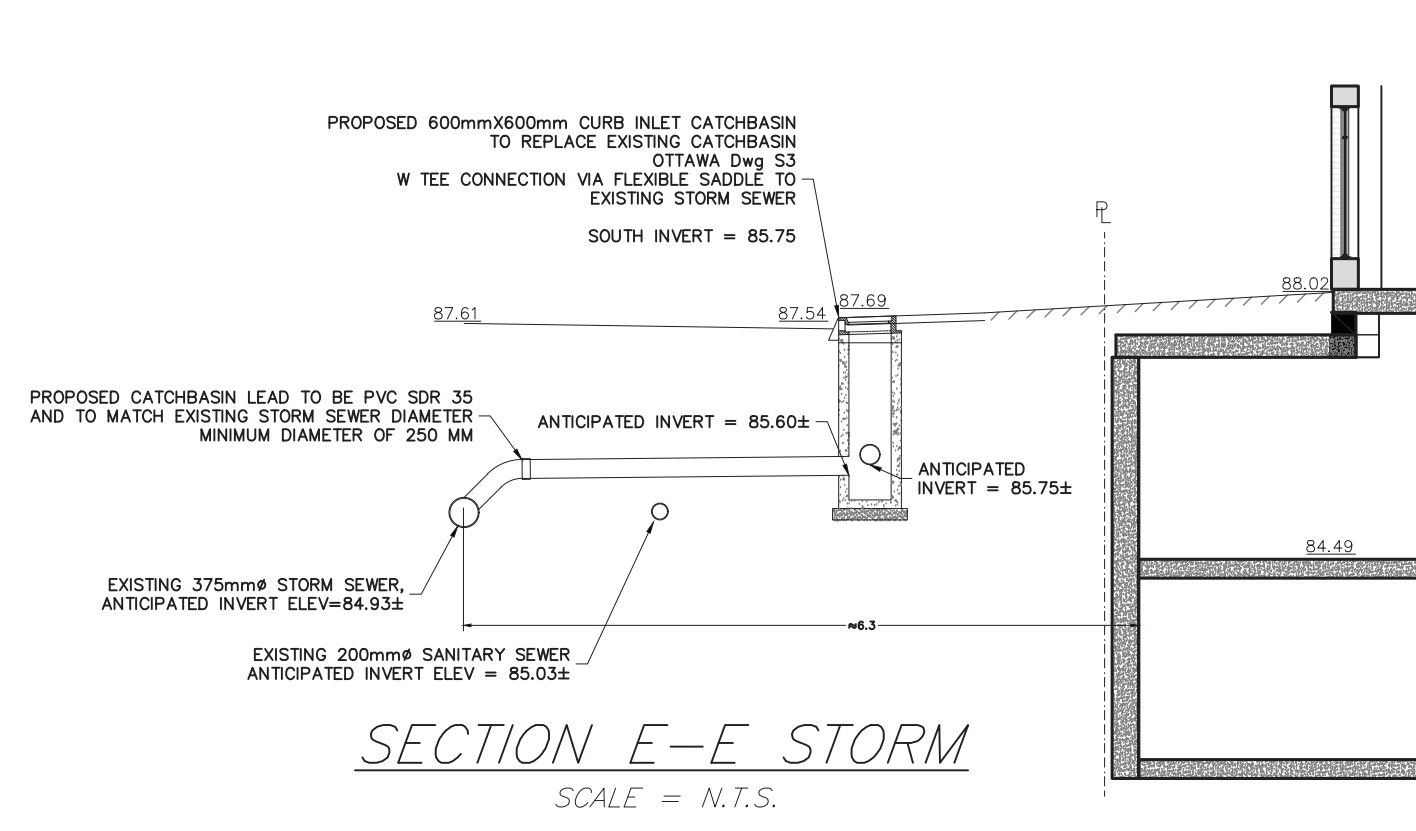 PROPOSED 600mmX600mm CURB INLET CATCHBASIN
TO REPLACE EXISTING CATCHBASIN
OTTAWA Dwg S3
W TEE CONNECTION VIA FLEXIBLE SADDLE TO
EXISTING STORM SEWER
SOUTH INVERT = 85.75
PL
88.02
87.69
87.61
87.54
PROPOSED CATCHBASIN LEAD TO BE PVC SDR 35
AND TO MATCH EXISTING STORM SEWER DIAMETER
MINIMUM DIAMETER OF 250 MM
ANTICIPATED INVERT = 85.60±
ANTICIPATED
INVERT = 85.75±
84.49
EXISTING 375mmø STORM SEWER,
ANTICIPATED INVERT ELEV=84.93±
≈6.3
EXISTING 200mmø SANITARY SEWER
ANTICIPATED INVERT ELEV = 85.03±
SECTION E-E STORM
SCALE = N.T.S.